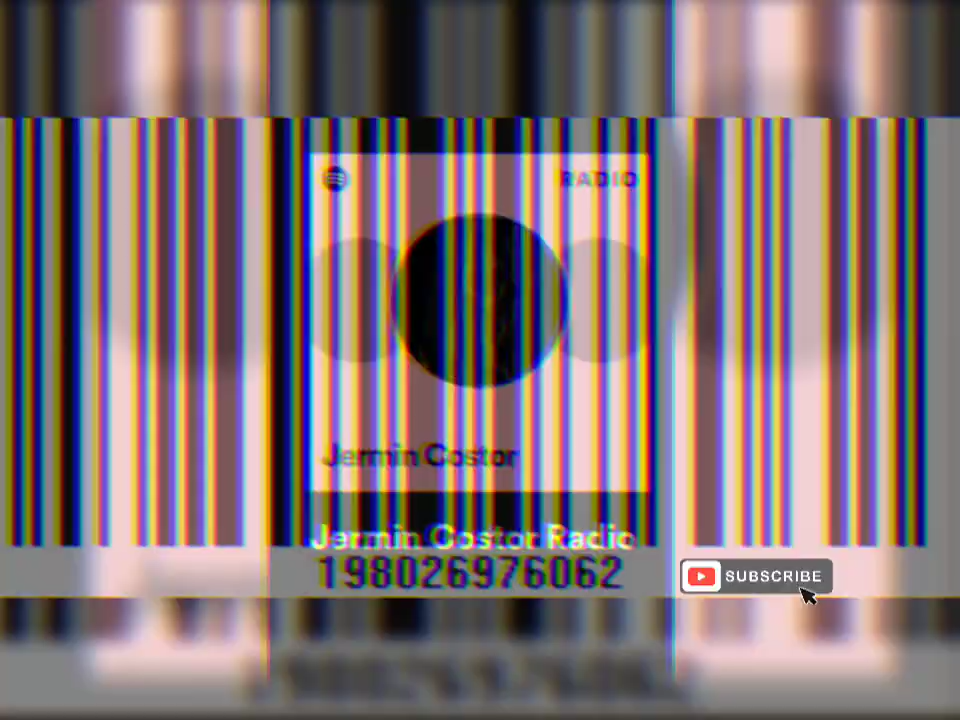 RADIO
Jermin Costor
Jermin Costor Radio
198026976062
SUBSCRIBE